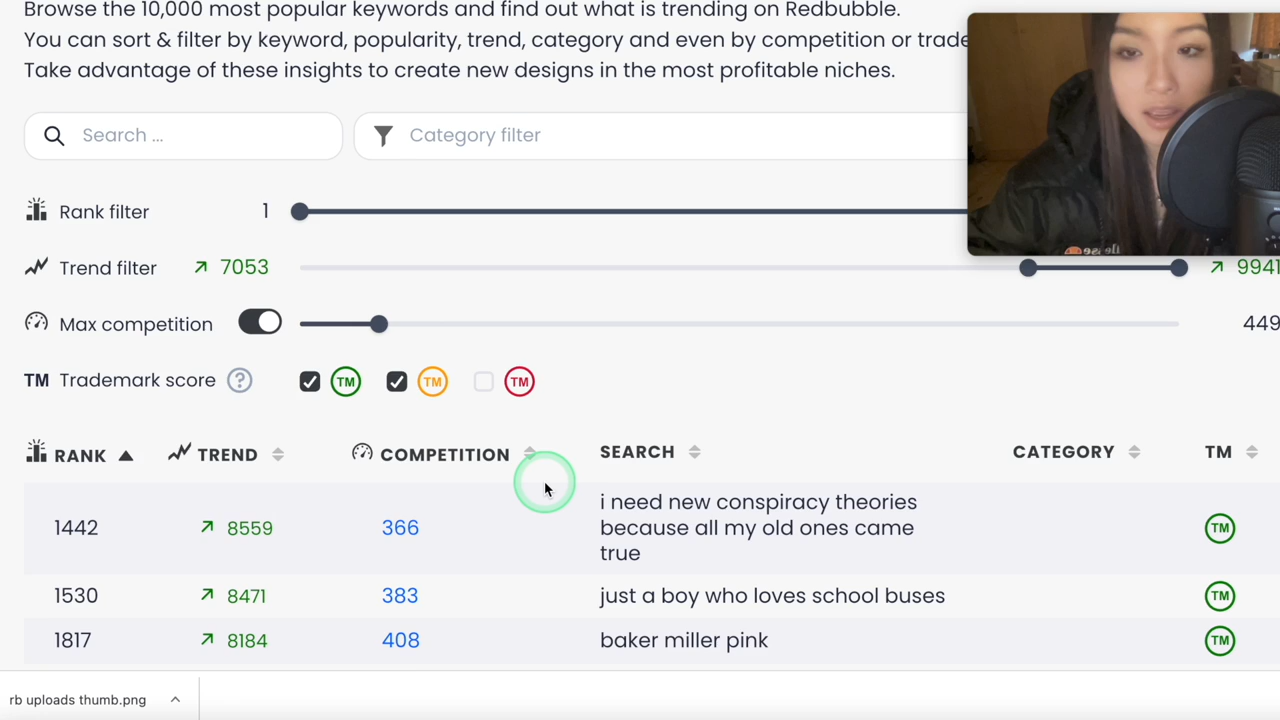 Browse the 10,000 most popular keywords and find out what is trending on Redbubble.
You can sort & filter by keyword, popularity, trend, category and even by competition or trade
Take advantage of these insights to create new designs in the most profitable niches.
Search ...
Category filter
Rank filter 1
Trend filter 7053 9941
Max competition 449
TM Trademark score ? TM TM TM
RANK TREND COMPETITION SEARCH CATEGORY TM
i need new conspiracy theories
1442 8559 366 because all my old ones came TM
true
1530 8471 383 just a boy who loves school buses TM
1817 8184 408 baker miller pink TM
rb uploads thumb.png